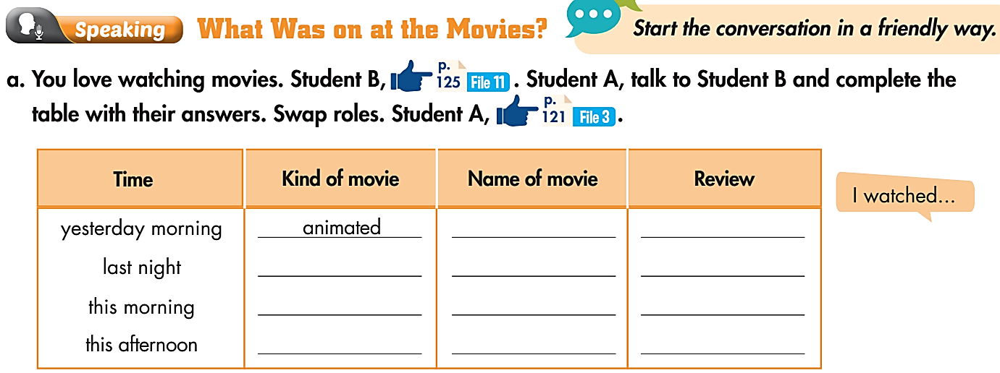 Speaking What Was on at the Movies? Start the conversation in a friendly way.
a. You love watching movies. Student B, p. 125 File 11 . Student A, talk to Student B and complete the
table with their answers. Swap roles. Student A, p. 121 File 3 .
Time Kind of movie Name of movie Review
I watched...
yesterday morning animated
last night
this morning
this afternoon